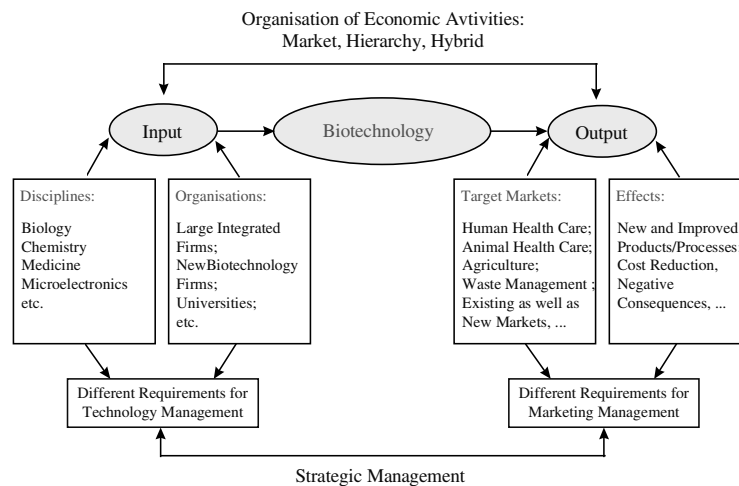 Organisation of Economic Avtivities:
Market, Hierarchy, Hybrid
Input
Biotechnology
Output
Disciplines:
Biology
Chemistry
Medicine
Microelectronics
etc.
Organisations:
Large Integrated
Firms;
NewBiotechnology
Firms;
Universities;
etc.
Target Markets:
Human Health Care;
Animal Health Care;
Agriculture;
Waste Management ;
Existing as well as
New Markets, ...
Effects:
New and Improved
Products/Processes;
Cost Reduction,
Negative
Consequences, ...
Different Requirements for
Technology Management
Different Requirements for
Marketing Management
Strategic Management